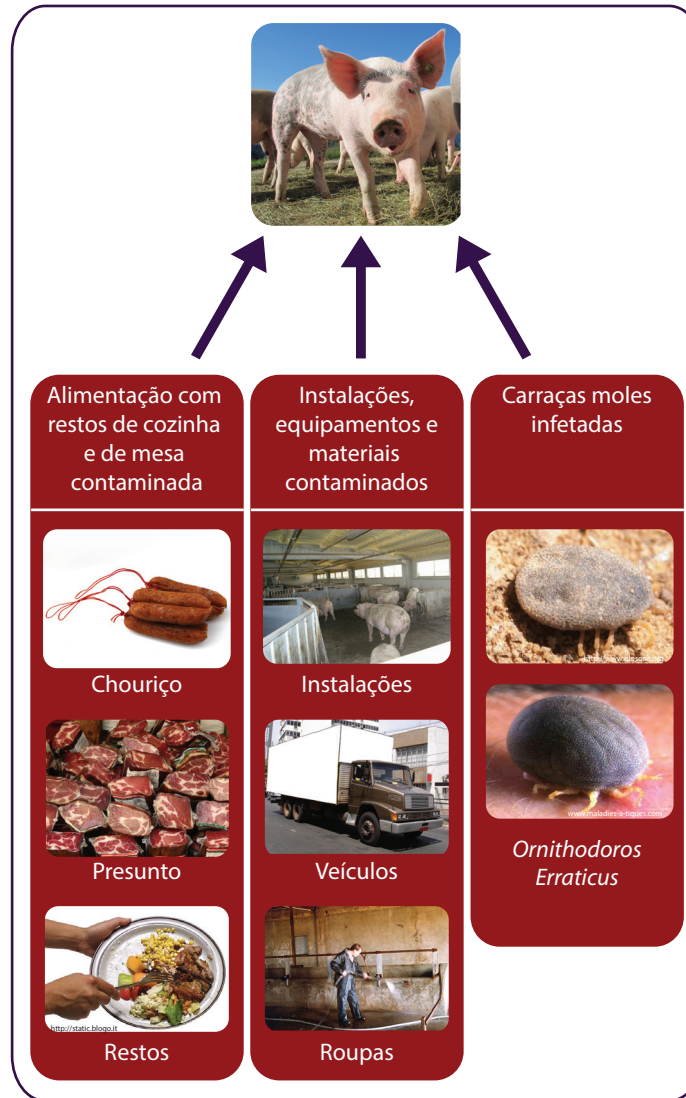 Alimentação com
restos de cozinha
e de mesa
contaminada
Chouriço
Presunto
http://static.blogo.it
Restos
Instalações,
equipamentos e
materiais
contaminados
Instalações
Veículos
Roupas
Carraças moles
infetadas
www.maladies-a-tiques.com
Ornithodoros
Erraticus